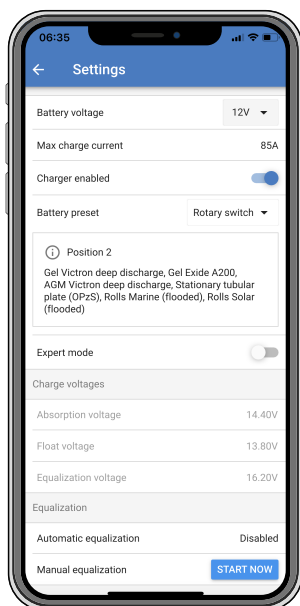 06:35
Settings
Battery voltage 12V
Max charge current 85A
Charger enabled
Battery preset Rotary switch
Position 2
Gel Victron deep discharge, Gel Exide A200,
AGM Victron deep discharge, Stationary tubular
plate (OPzS), Rolls Marine (flooded), Rolls Solar
(flooded)
Expert mode
Charge voltages
Absorption voltage 14.40V
Float voltage 13.80V
Equalization voltage 16.20V
Equalization
Automatic equalization Disabled
Manual equalization START NOW